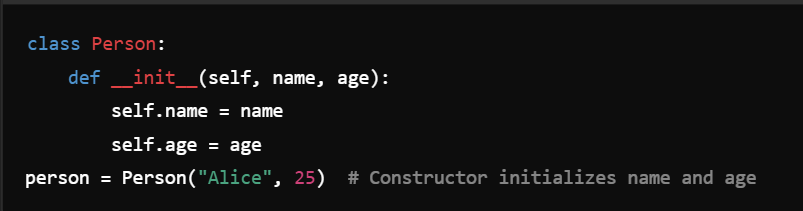 class Person:
    def __init__(self, name, age):
        self.name = name
        self.age = age
person = Person("Alice", 25)  # Constructor initializes name and age